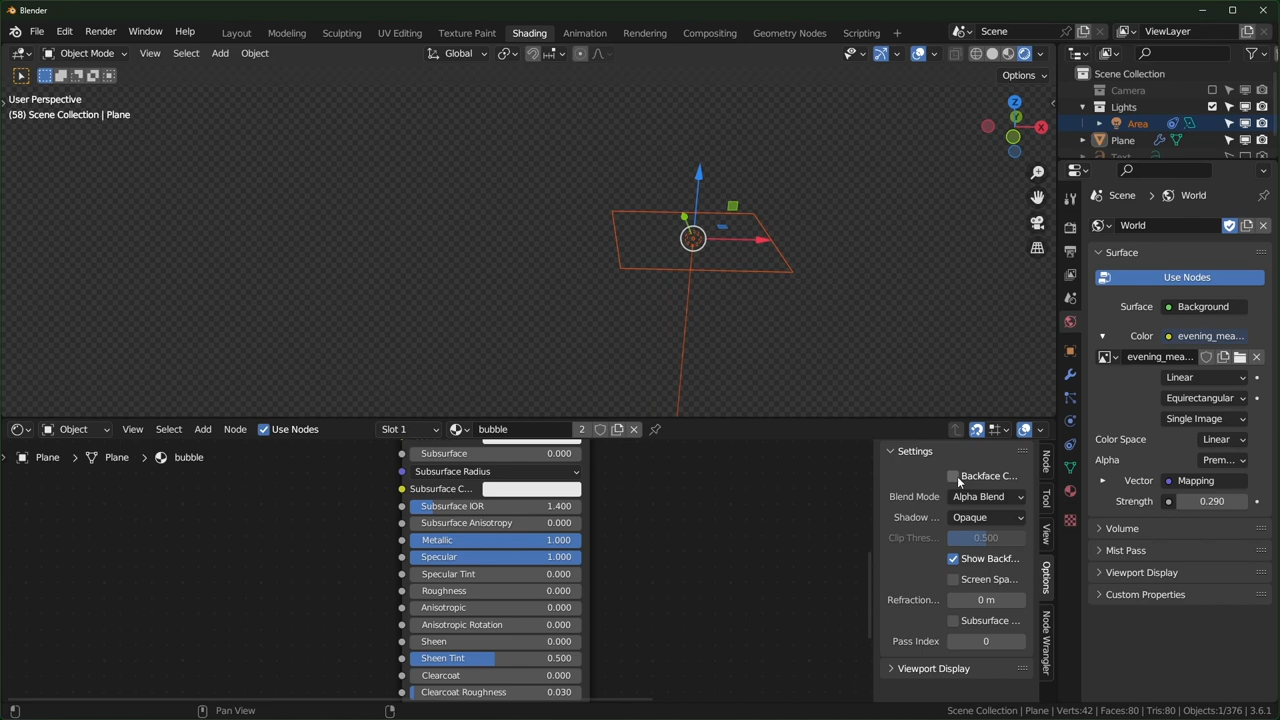 Blender
File Edit Render Window Help Layout Modeling Sculpting UV Editing Texture Paint Shading Animation Rendering Compositing Geometry Nodes Scripting + Scene ViewLayer
Object Mode View Select Add Object Global
Options
User Perspective
(58) Scene Collection | Plane
Z
Y
X
Scene Collection
Camera
Lights
Area
Plane
Scene > World
World
Surface
Use Nodes
Surface Background
Color evening_mea...
evening_mea...
Linear
Equirectangular
Single Image
Color Space Linear
Alpha Prem...
Vector Mapping
Strength 0.290
Volume
Mist Pass
Viewport Display
Custom Properties
Object View Select Add Node Use Nodes Slot 1 bubble 2
Plane > Plane > bubble
Subsurface 0.000
Subsurface Radius
Subsurface C...
Subsurface IOR 1.400
Subsurface Anisotropy 0.000
Metallic 1.000
Specular 1.000
Specular Tint 0.000
Roughness 0.000
Anisotropic 0.000
Anisotropic Rotation 0.000
Sheen 0.000
Sheen Tint 0.500
Clearcoat 0.000
Clearcoat Roughness 0.030
Settings
Backface C...
Blend Mode Alpha Blend
Shadow ... Opaque
Clip Thres... 0.500
Show Backf...
Screen Spa...
Refraction... 0 m
Subsurface ...
Pass Index 0
Viewport Display
Node
Tool
View
Options
Node Wrangler
Pan View
Scene Collection | Plane | Verts:42 | Faces:80 | Tris:80 | Objects:1/376 | 3.6.1